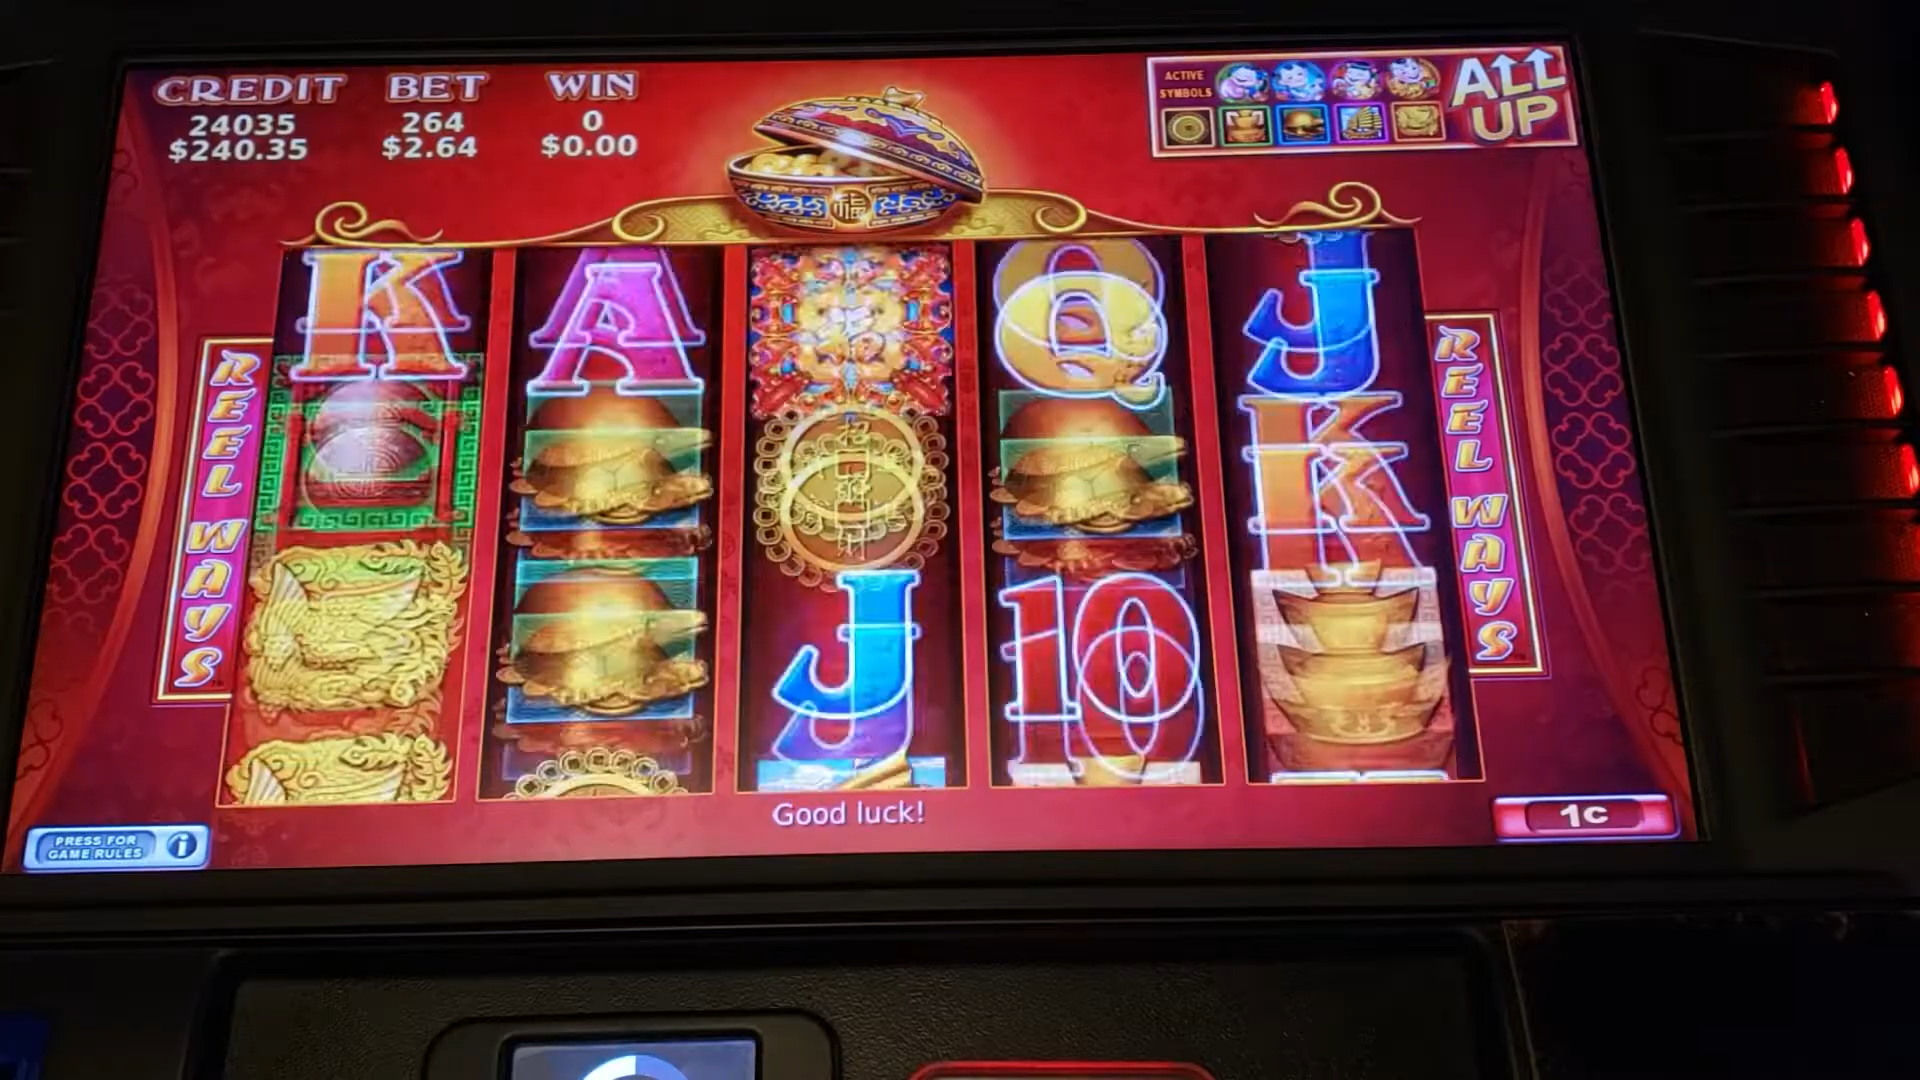 CREDIT BET WIN
24035 264 0
$240.35 $2.64 $0.00
ACTIVE
SYMBOLS
ALL
UP
福
REEL WAYS
K A Q J
K
J 10
REEL WAYS
Good luck!
PRESS FOR
GAME RULES i
1c